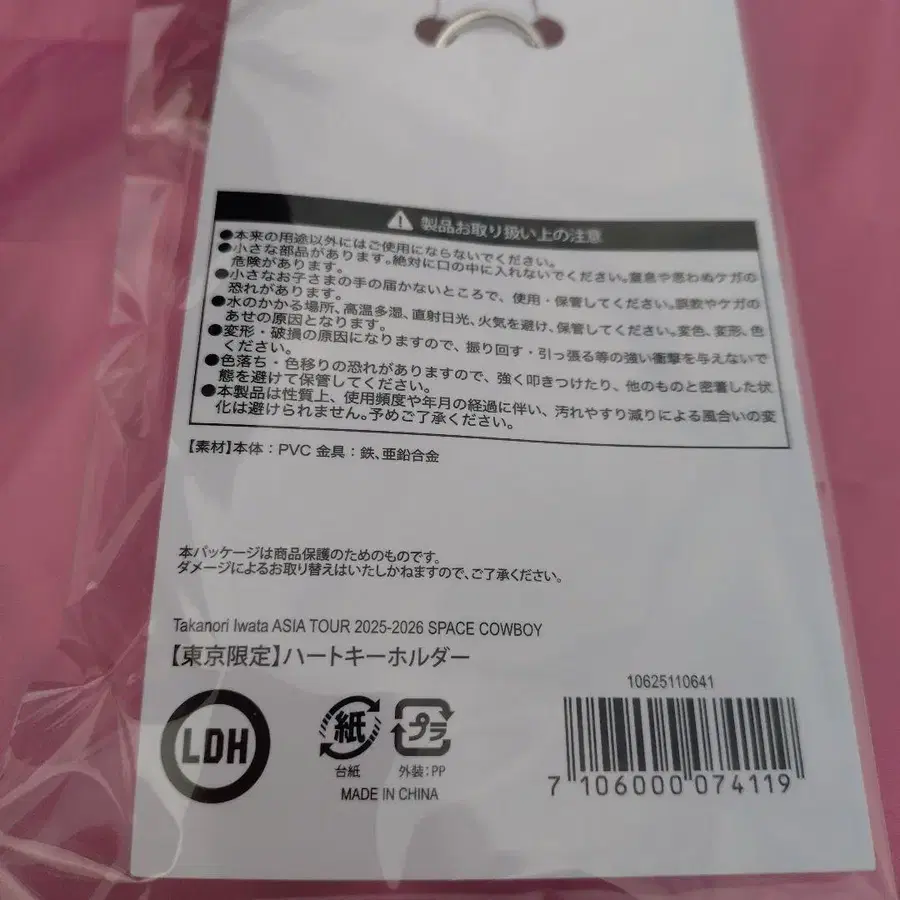 製品お取り扱い上の注意
●本来の用途以外にはご使用にならないでください。
●小さな部品があります。絶対に口の中に入れないでください。窒息や思わぬケガの
危険があります。
●小さなお子さまの手の届かないところで、使用・保管してください。誤飲やケガの
恐れがあります。
●水のかかる場所、高温多湿、直射日光、火気を避け、保管してください。変色、変形、色
あせの原因となります。
●変形・破損の原因になりますので、振り回す・引っ張る等の強い衝撃を与えないで
ください。
●色落ち・色移りの恐れがありますので、強く叩きつけたり、他のものと密着した状
態を避けて保管してください。
●本製品は性質上、使用頻度や年月の経過に伴い、汚れやすり減りによる風合いの変
化は避けられません。予めご了承ください。
【素材】本体：PVC 金具：鉄、亜鉛合金
本パッケージは商品保護のためのものです。
ダメージによるお取り替えはいたしかねますので、ご了承ください。
Takanori Iwata ASIA TOUR 2025-2026 SPACE COWBOY
【東京限定】ハートキーホルダー
10625110641
LDH
紙
プラ
台紙
外装：PP
MADE IN CHINA
7106000074119